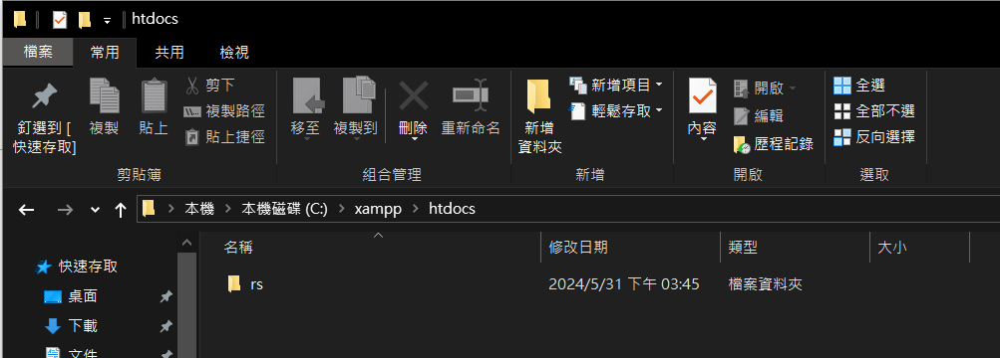 htdocs
檔案 常用 共用 檢視
釘選到 [
快速存取]
複製
貼上
剪下
複製路徑
貼上捷徑
剪貼簿
移至
複製到
刪除
重新命名
組合管理
新增
資料夾
新增項目
輕鬆存取
新增
內容
開啟
編輯
歷程記錄
開啟
全選
全部不選
反向選擇
選取
本機 本機磁碟 (C:) xampp htdocs
快速存取
桌面
下載
文件
名稱 修改日期 類型 大小
rs 2024/5/31 下午 03:45 檔案資料夾